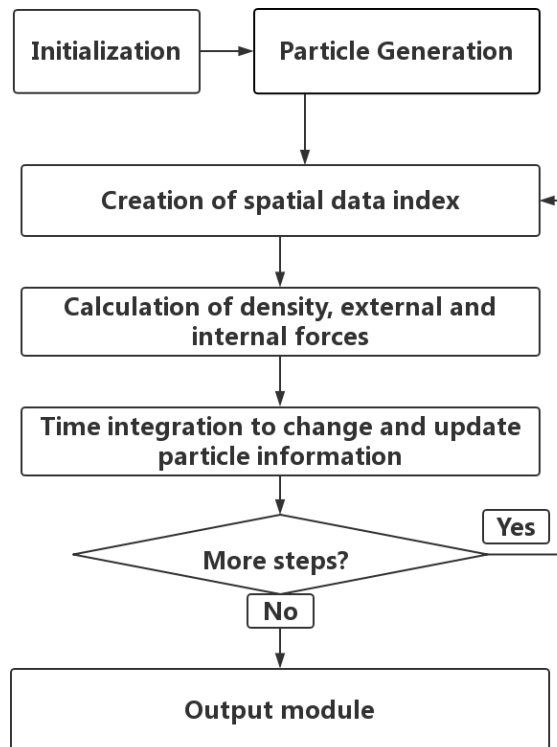 Initialization
Particle Generation
Creation of spatial data index
Calculation of density, external and
internal forces
Time integration to change and update
particle information
Yes
More steps?
No
Output module